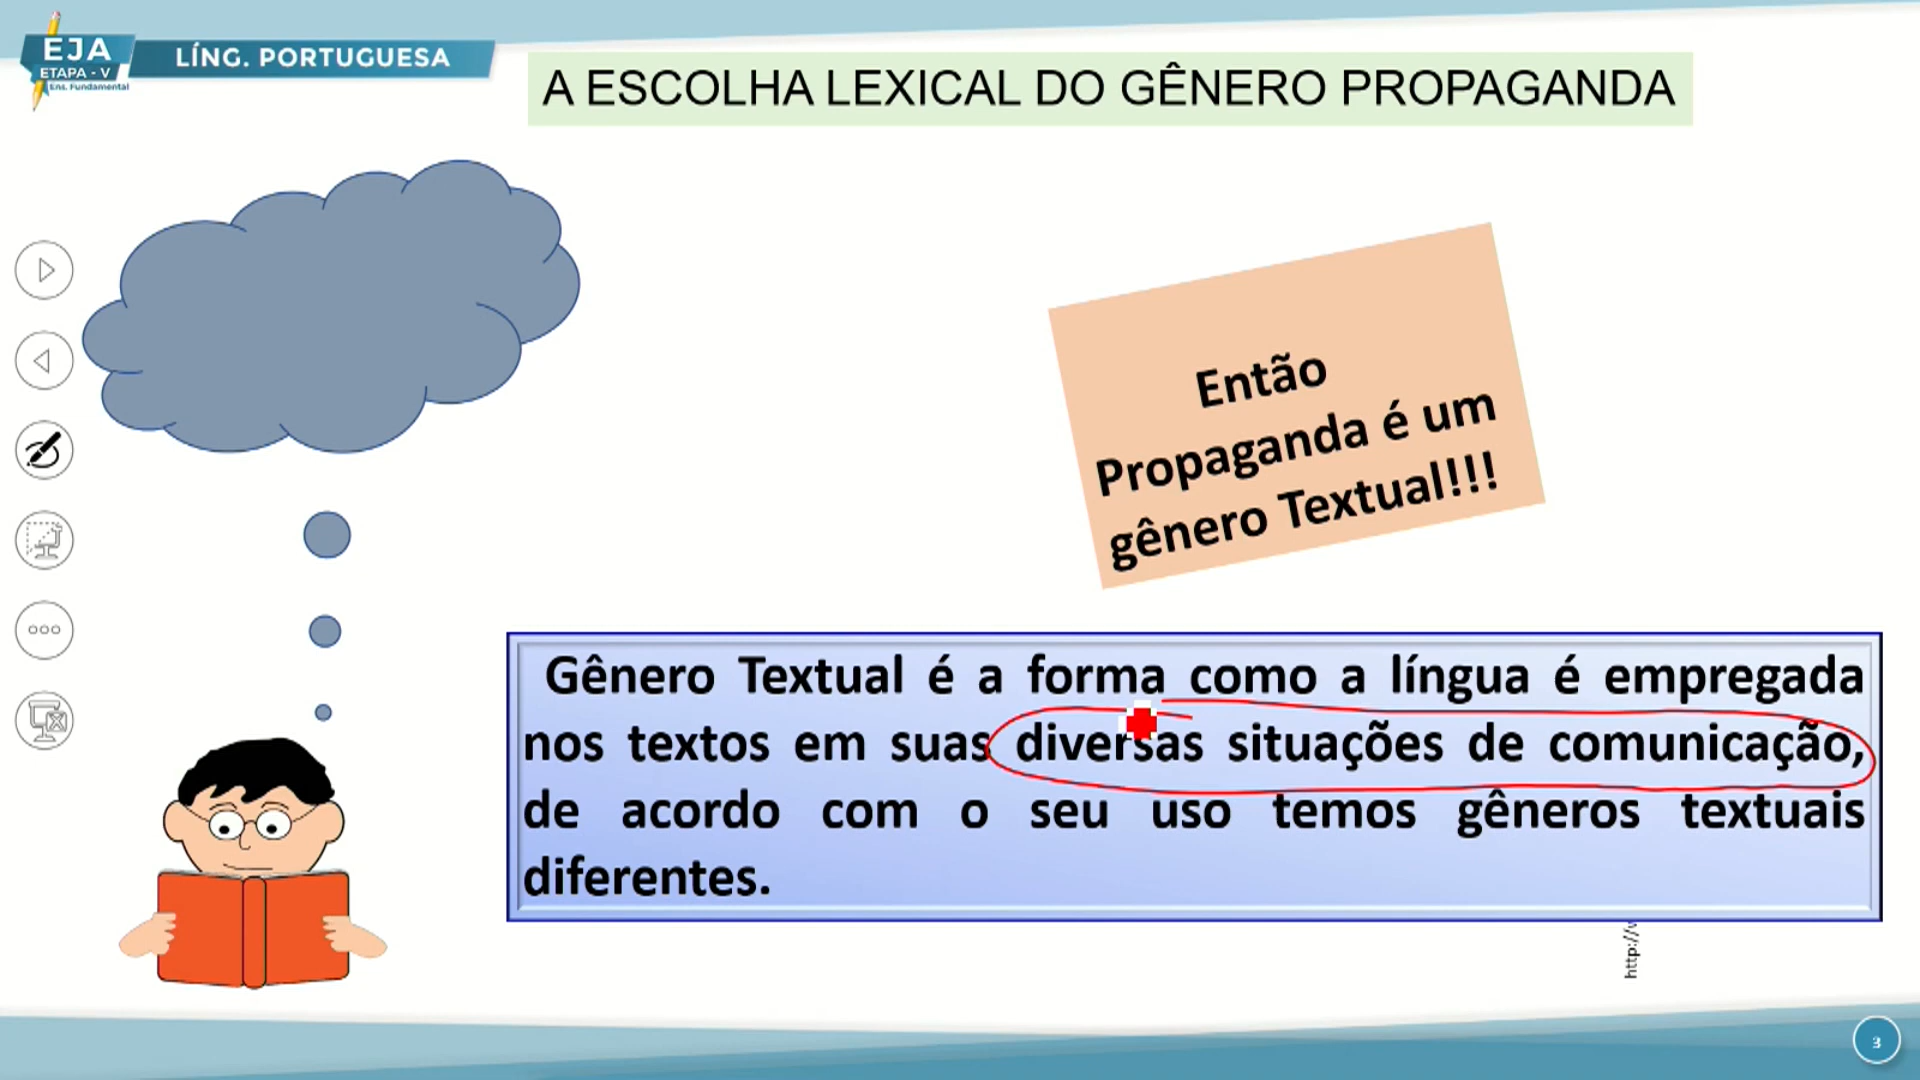 EJA
ETAPA - V
Ens. Fundamental
LÍNG. PORTUGUESA
A ESCOLHA LEXICAL DO GÊNERO PROPAGANDA
Então
Propaganda é um
gênero Textual!!!
Gênero Textual é a forma como a língua é empregada
nos textos em suas diversas situações de comunicação,
de acordo com o seu uso temos gêneros textuais
diferentes.
http://
3